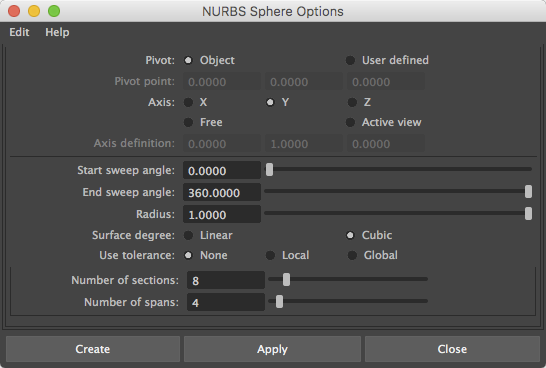 NURBS Sphere Options
Edit Help
Pivot: Object User defined
Pivot point: 0.0000 0.0000 0.0000
Axis: X Y Z
Free Active view
Axis definition: 0.0000 1.0000 0.0000
Start sweep angle: 0.0000
End sweep angle: 360.0000
Radius: 1.0000
Surface degree: Linear Cubic
Use tolerance: None Local Global
Number of sections: 8
Number of spans: 4
Create Apply Close